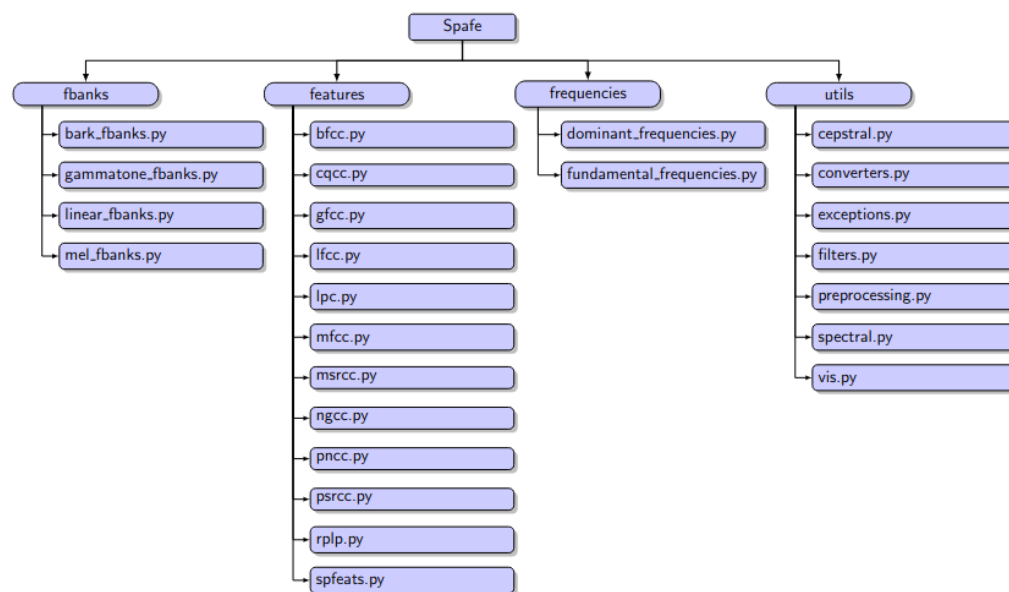 Spafe
fbanks
bark_fbanks.py
gammatone_fbanks.py
linear_fbanks.py
mel_fbanks.py
features
bfcc.py
cqcc.py
gfcc.py
lfcc.py
lpc.py
mfcc.py
msrcc.py
ngcc.py
pncc.py
psrcc.py
rplp.py
spfeats.py
frequencies
dominant_frequencies.py
fundamental_frequencies.py
utils
cepstral.py
converters.py
exceptions.py
filters.py
preprocessing.py
spectral.py
vis.py